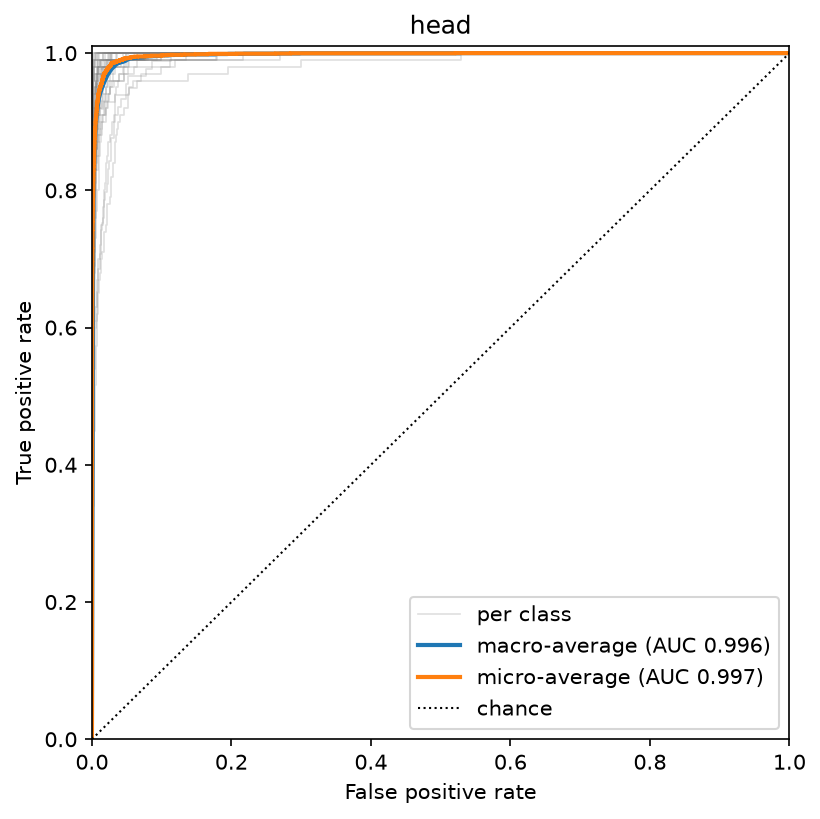 head
1.0
0.8
0.6
0.4
0.2
0.0
True positive rate
per class
macro-average (AUC 0.996)
micro-average (AUC 0.997)
chance
0.0 0.2 0.4 0.6 0.8 1.0
False positive rate